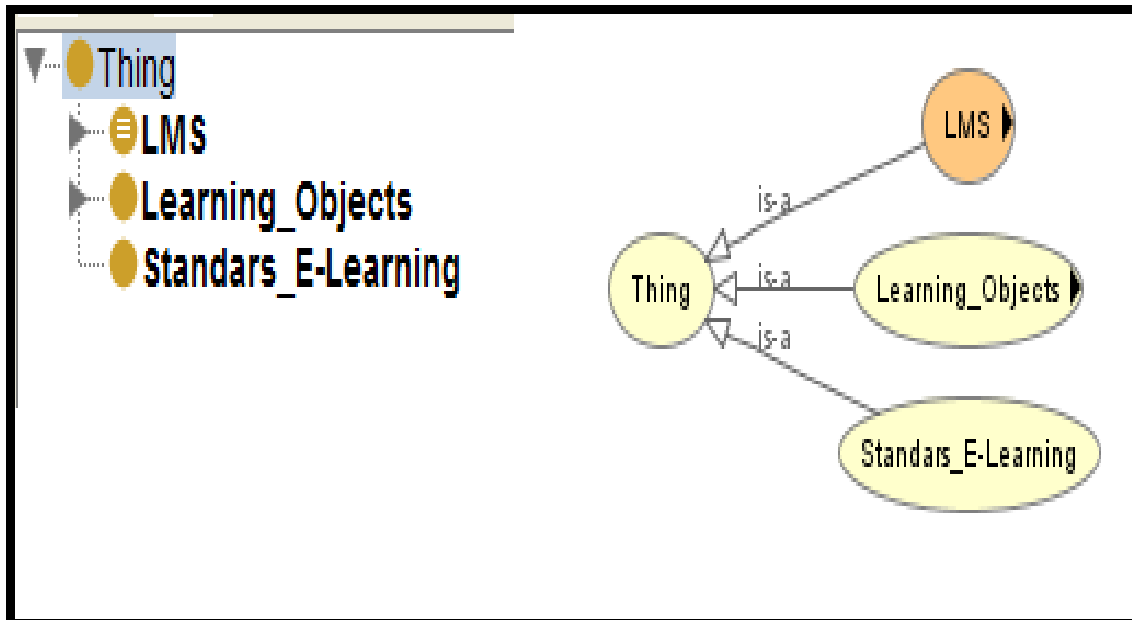 Thing
LMS
Learning_Objects
Standars_E-Learning
LMS
is-a
Thing
is-a
Learning_Objects
is-a
Standars_E-Learning